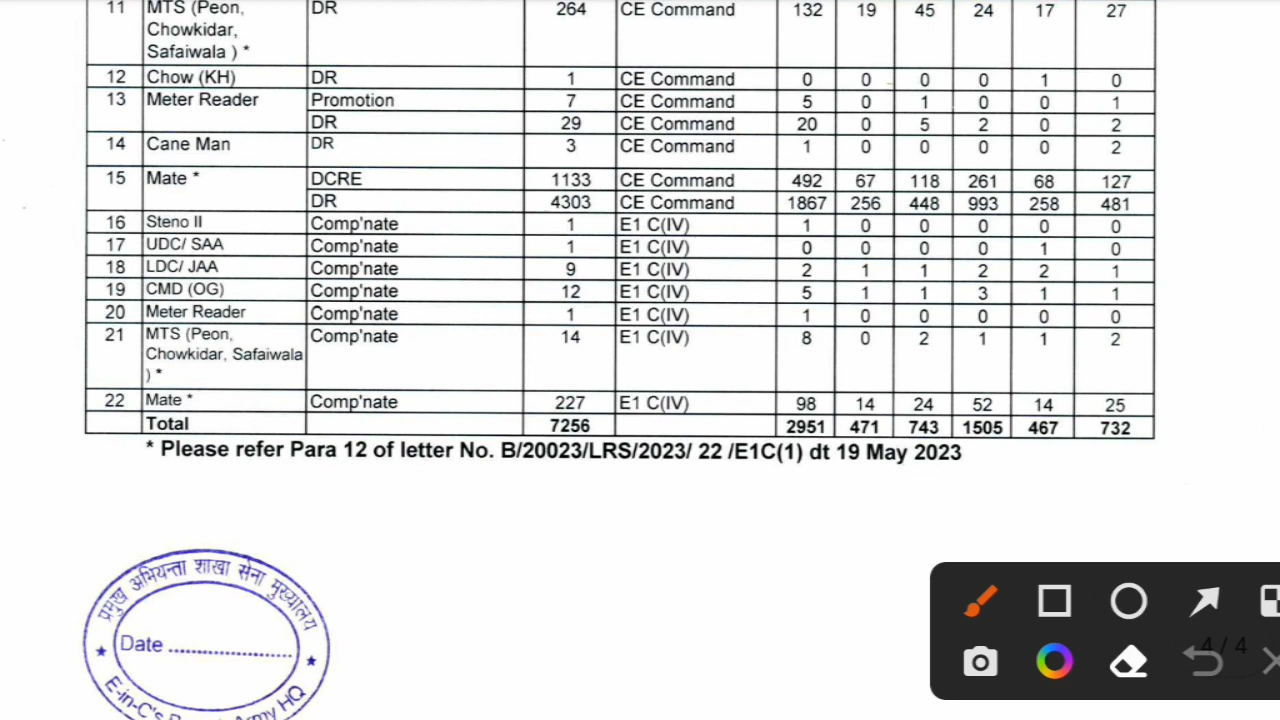 11 MTS (Peon, Chowkidar, Safaiwala ) * DR 264 CE Command 132 19 45 24 17 27
12 Chow (KH) DR 1 CE Command 0 0 0 0 1 0
13 Meter Reader Promotion 7 CE Command 5 0 1 0 0 1
DR 29 CE Command 20 0 5 2 0 2
14 Cane Man DR 3 CE Command 1 0 0 0 0 2
15 Mate * DCRE 1133 CE Command 492 67 118 261 68 127
DR 4303 CE Command 1867 256 448 993 258 481
16 Steno II Comp'nate 1 E1 C(IV) 1 0 0 0 0 0
17 UDC/ SAA Comp'nate 1 E1 C(IV) 0 0 0 0 1 0
18 LDC/ JAA Comp'nate 9 E1 C(IV) 2 1 1 2 2 1
19 CMD (OG) Comp'nate 12 E1 C(IV) 5 1 1 3 1 1
20 Meter Reader Comp'nate 1 E1 C(IV) 1 0 0 0 0 0
21 MTS (Peon, Chowkidar, Safaiwala ) * Comp'nate 14 E1 C(IV) 8 0 2 1 1 2
22 Mate * Comp'nate 227 E1 C(IV) 98 14 24 52 14 25
Total 7256 2951 471 743 1505 467 732
* Please refer Para 12 of letter No. B/20023/LRS/2023/ 22 /E1C(1) dt 19 May 2023
प्रमुख अभियन्ता शाखा सेना मुख्यालय
Date
E-in-C's Army HQ
4 / 4